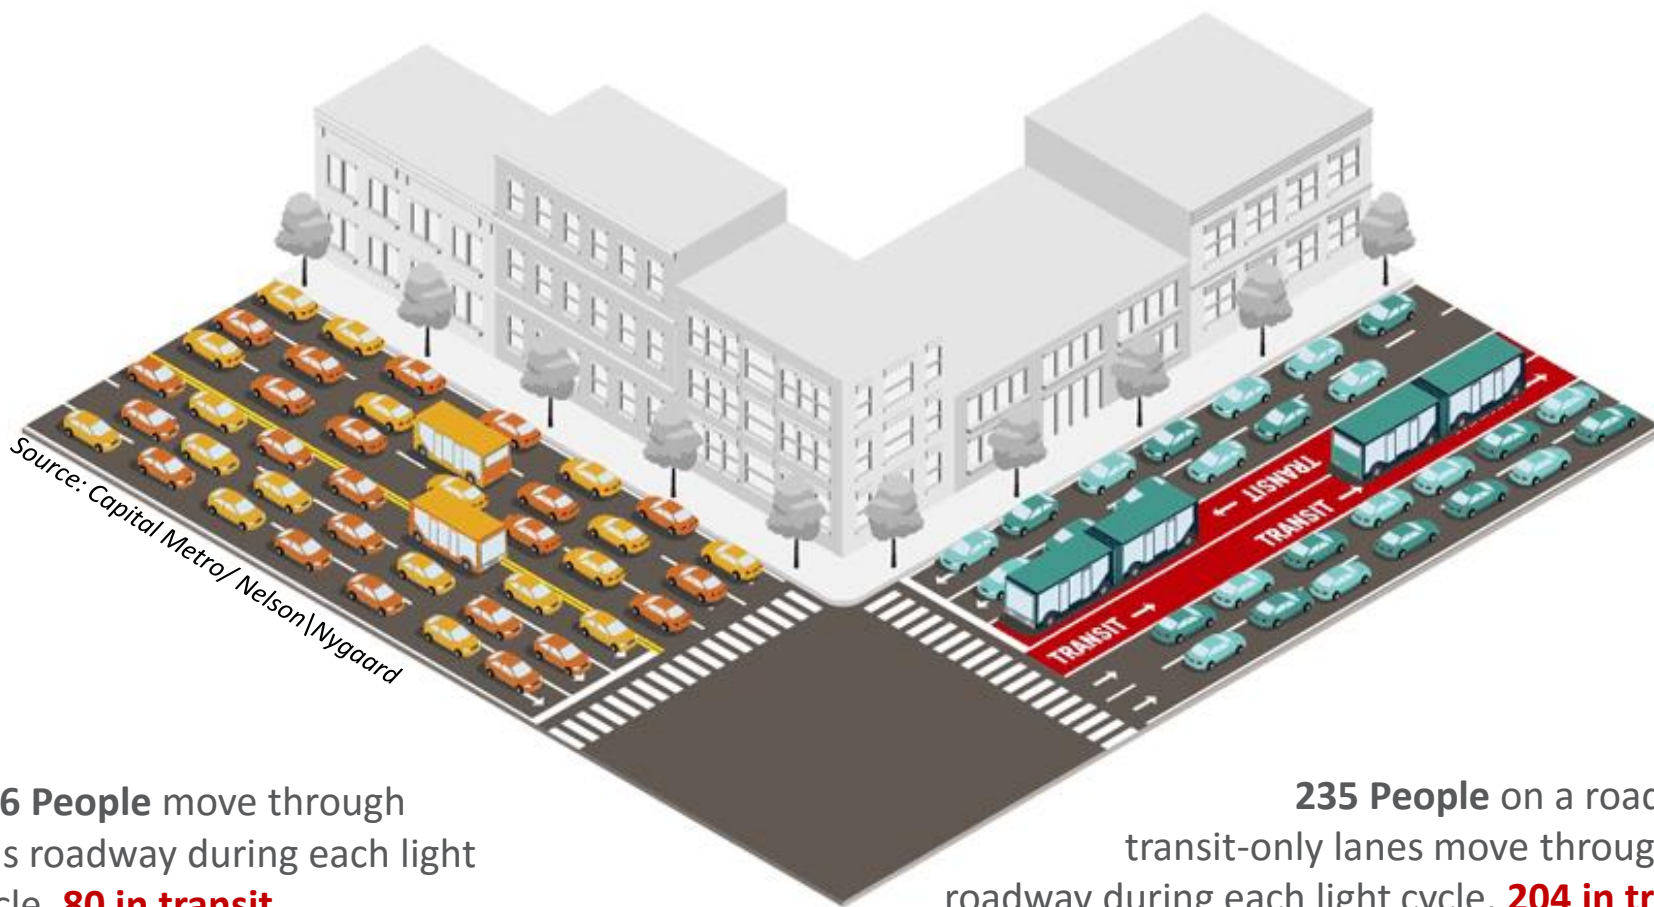 TRANSIT
TRANSIT
TRANSIT
Source: Capital Metro/ Nelson\Nygaard
6 People move through
s roadway during each light
cle, 80 in transit
235 People on a road
transit-only lanes move throug
roadway during each light cycle, 204 in tr